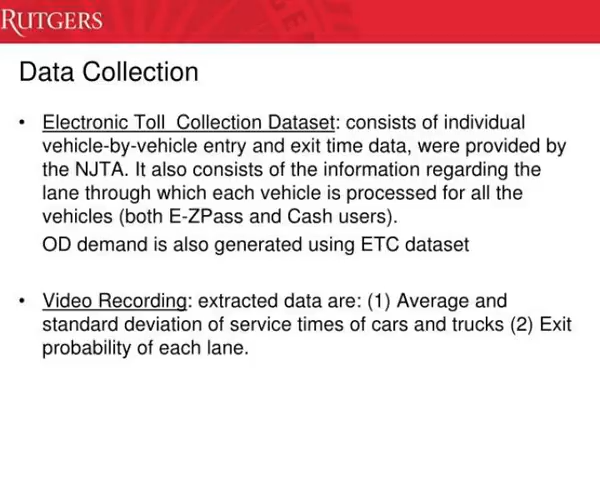 RUTGERS
Data Collection
• Electronic Toll  Collection Dataset: consists of individual
vehicle-by-vehicle entry and exit time data, were provided by
the NJTA. It also consists of the information regarding the
lane through which each vehicle is processed for all the
vehicles (both E-ZPass and Cash users).
OD demand is also generated using ETC dataset
• Video Recording: extracted data are: (1) Average and
standard deviation of service times of cars and trucks (2) Exit
probability of each lane.